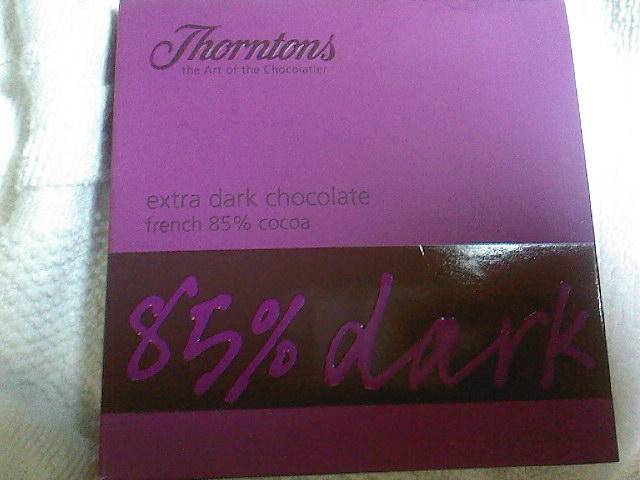 Thorntons
the Art of the Chocolatier
extra dark chocolate
french 85% cocoa
85% dark